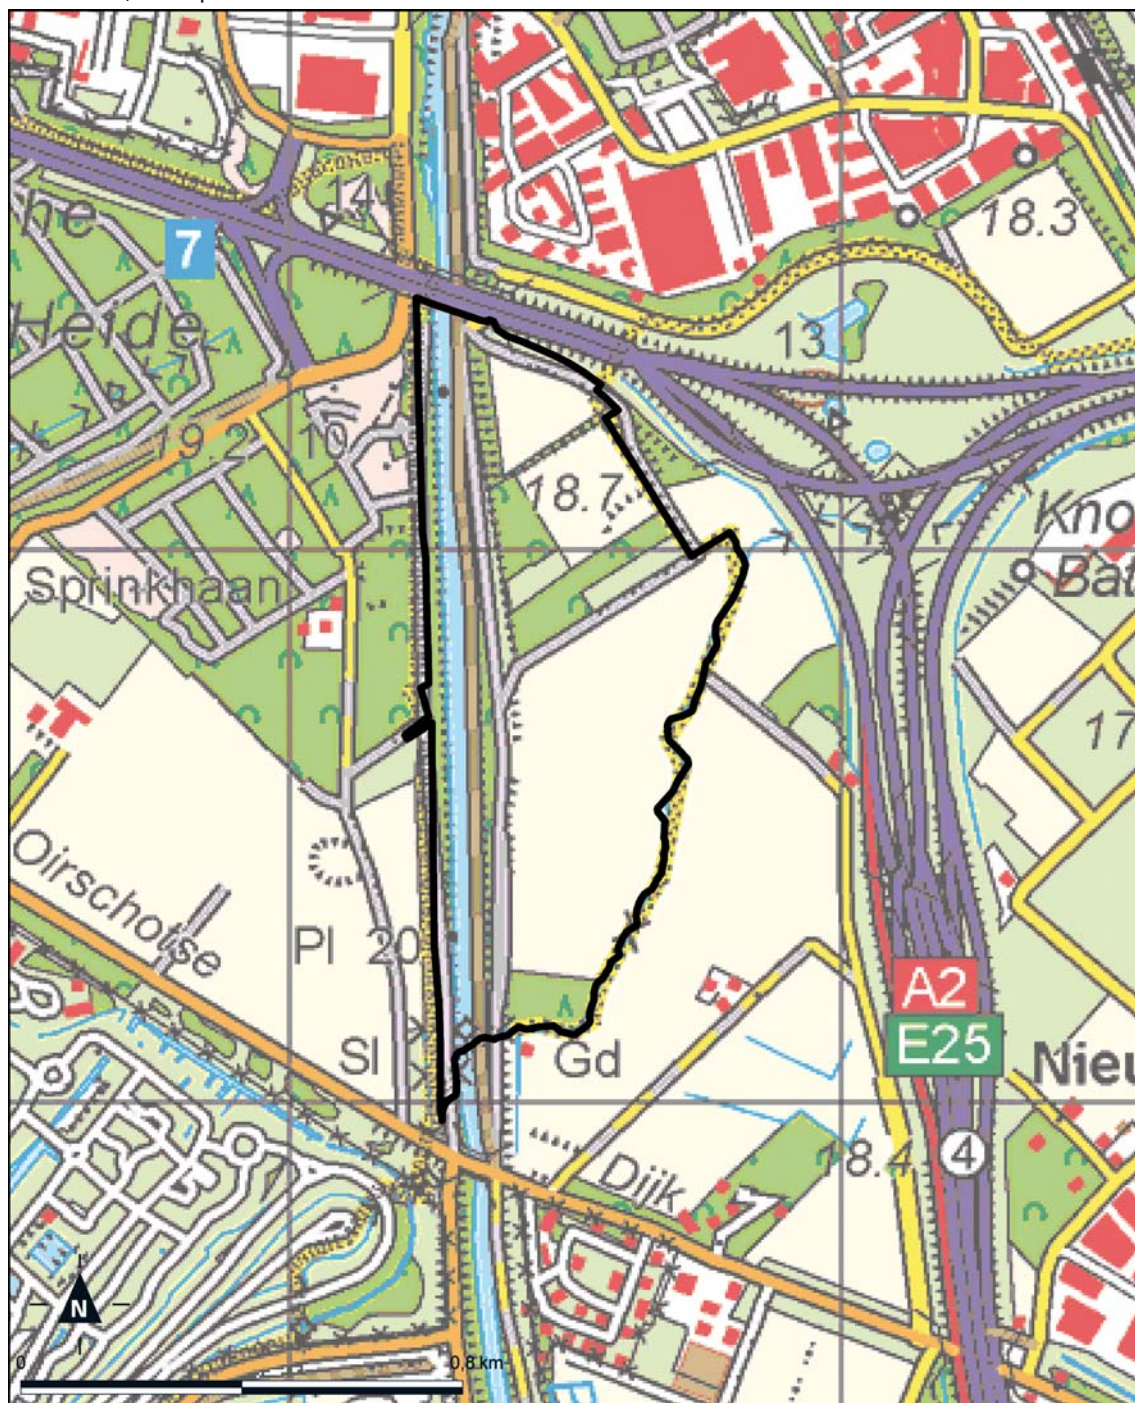 14
he
7
18.3
Heide
13
19.2
10
18.7
Kno
Bat
Sprinkhaan
17
Oirschotse
Pl 20
A2
E25
Sl
Gd
Nieu
Dijk
18.4
4
N
0
0,8 km